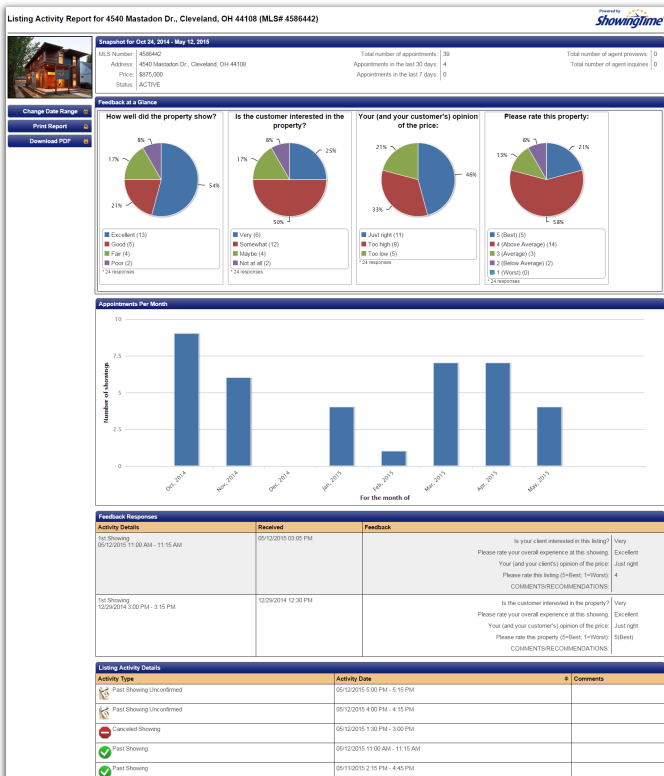 Listing Activity Report for 4540 Mastadon Dr., Cleveland, OH 44108 (MLS# 4586442)
Powered by
ShowingTime
Snapshot for Oct 24, 2014 - May 12, 2015
MLS Number: 4586442
Address: 4540 Mastadon Dr., Cleveland, OH 44108
Price: $875,000
Status: ACTIVE
Total number of appointments: 39
Appointments in the last 30 days: 4
Appointments in the last 7 days: 0
Total number of agent previews: 0
Total number of agent inquires: 0
Change Date Range
Print Report
Download PDF
Feedback at a Glance
How well did the property show?
8%
17%
21%
54%
Excellent (13)
Good (5)
Fair (4)
Poor (2)
* 24 responses
Is the customer interested in the
property?
8%
17%
25%
50%
Very (6)
Somewhat (12)
Maybe (4)
Not at all (2)
* 24 responses
Your (and your customer's) opinion
of the price:
21%
46%
33%
Just right (11)
Too high (8)
Too low (5)
* 24 responses
Please rate this property:
8%
13%
21%
58%
5 (Best) (5)
4 (Above Average) (14)
3 (Average) (3)
2 (Below Average) (2)
1 (Worst) (0)
* 24 responses
Appointments Per Month
Number of showings
10
7.5
5
2.5
0
Oct, 2014
Nov, 2014
Dec, 2014
Jan, 2015
Feb, 2015
Mar, 2015
Apr, 2015
May, 2015
For the month of
Feedback Responses
Activity Details Received Feedback
1st Showing
05/12/2015 11:00 AM - 11:15 AM
05/12/2015 03:05 PM
Is your client interested in this listing? Very
Please rate your overall experience at this showing. Excellent
Your (and your client's) opinion of the price: Just right
Please rate this listing (5=Best; 1=Worst): 4
COMMENTS/RECOMMENDATIONS:
1st Showing
12/29/2014 3:00 PM - 3:15 PM
12/29/2014 12:30 PM
Is the customer interested in the property? Very
Please rate your overall experience at this showing. Excellent
Your (and your customer's) opinion of the price: Just right
Please rate this property (5=Best; 1=Worst): 5(Best)
COMMENTS/RECOMMENDATIONS:
Listing Activity Details
Activity Type Activity Date Comments
Past Showing Unconfirmed 05/12/2015 5:00 PM - 5:15 PM
Past Showing Unconfirmed 05/12/2015 4:00 PM - 4:15 PM
Canceled Showing 05/12/2015 1:30 PM - 3:00 PM
Past Showing 05/12/2015 11:00 AM - 11:15 AM
Past Showing 05/11/2015 2:15 PM - 4:45 PM